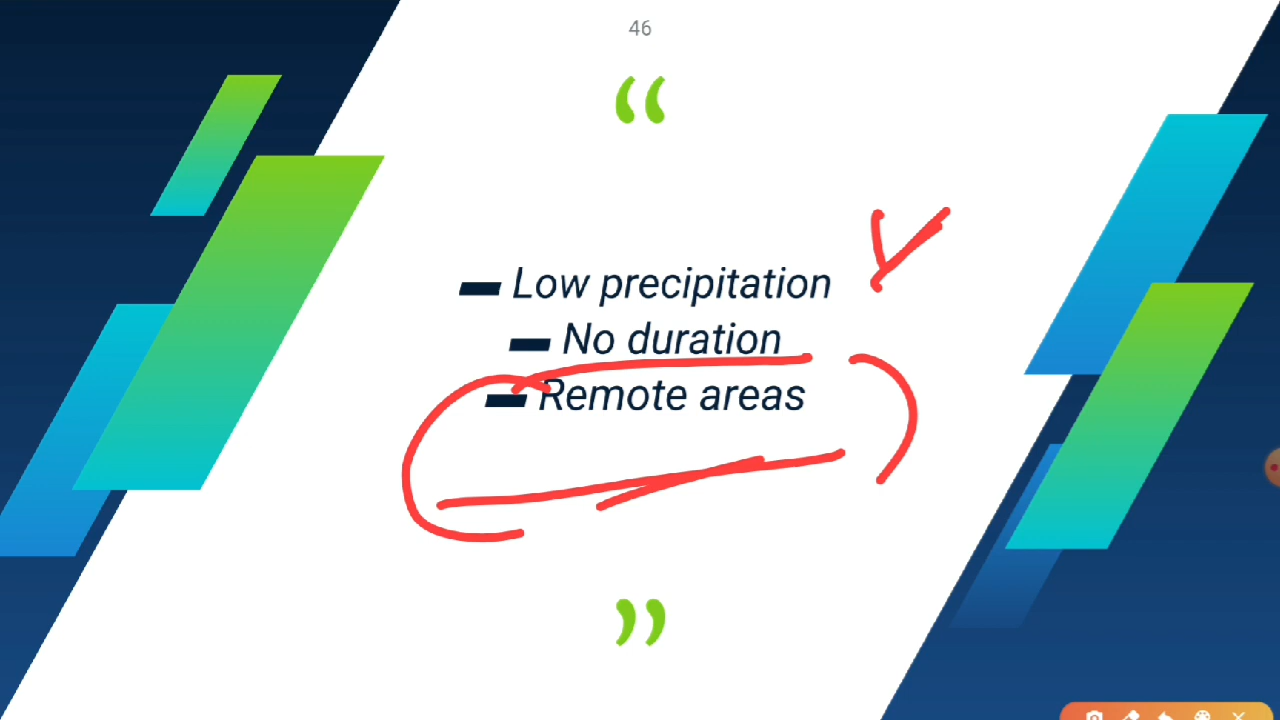 46
“
Low precipitation
No duration
Remote areas
”